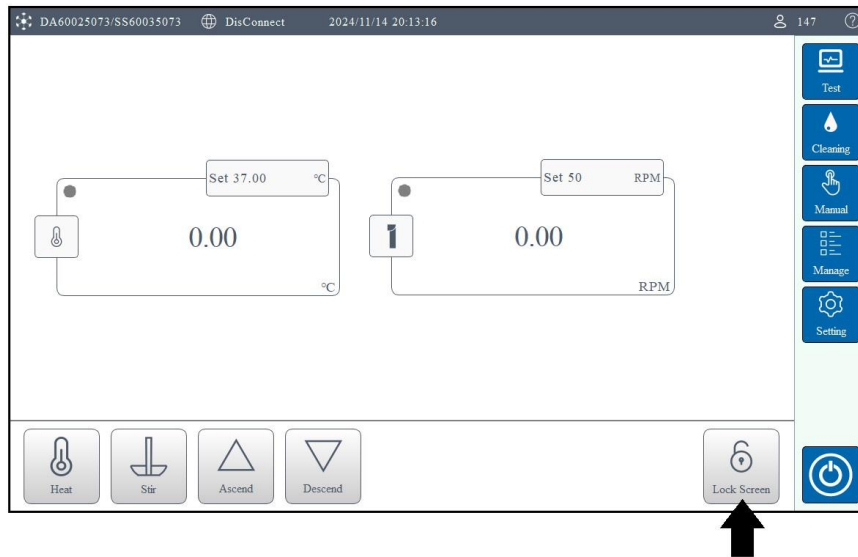 DA60025073/SS60035073 DisConnect 2024/11/14 20:13:16 147
Test
Cleaning
Manual
Manage
Setting
Set 37.00 °C
0.00
°C
Set 50 RPM
1
0.00
RPM
Heat
Stir
Ascend
Descend
Lock Screen